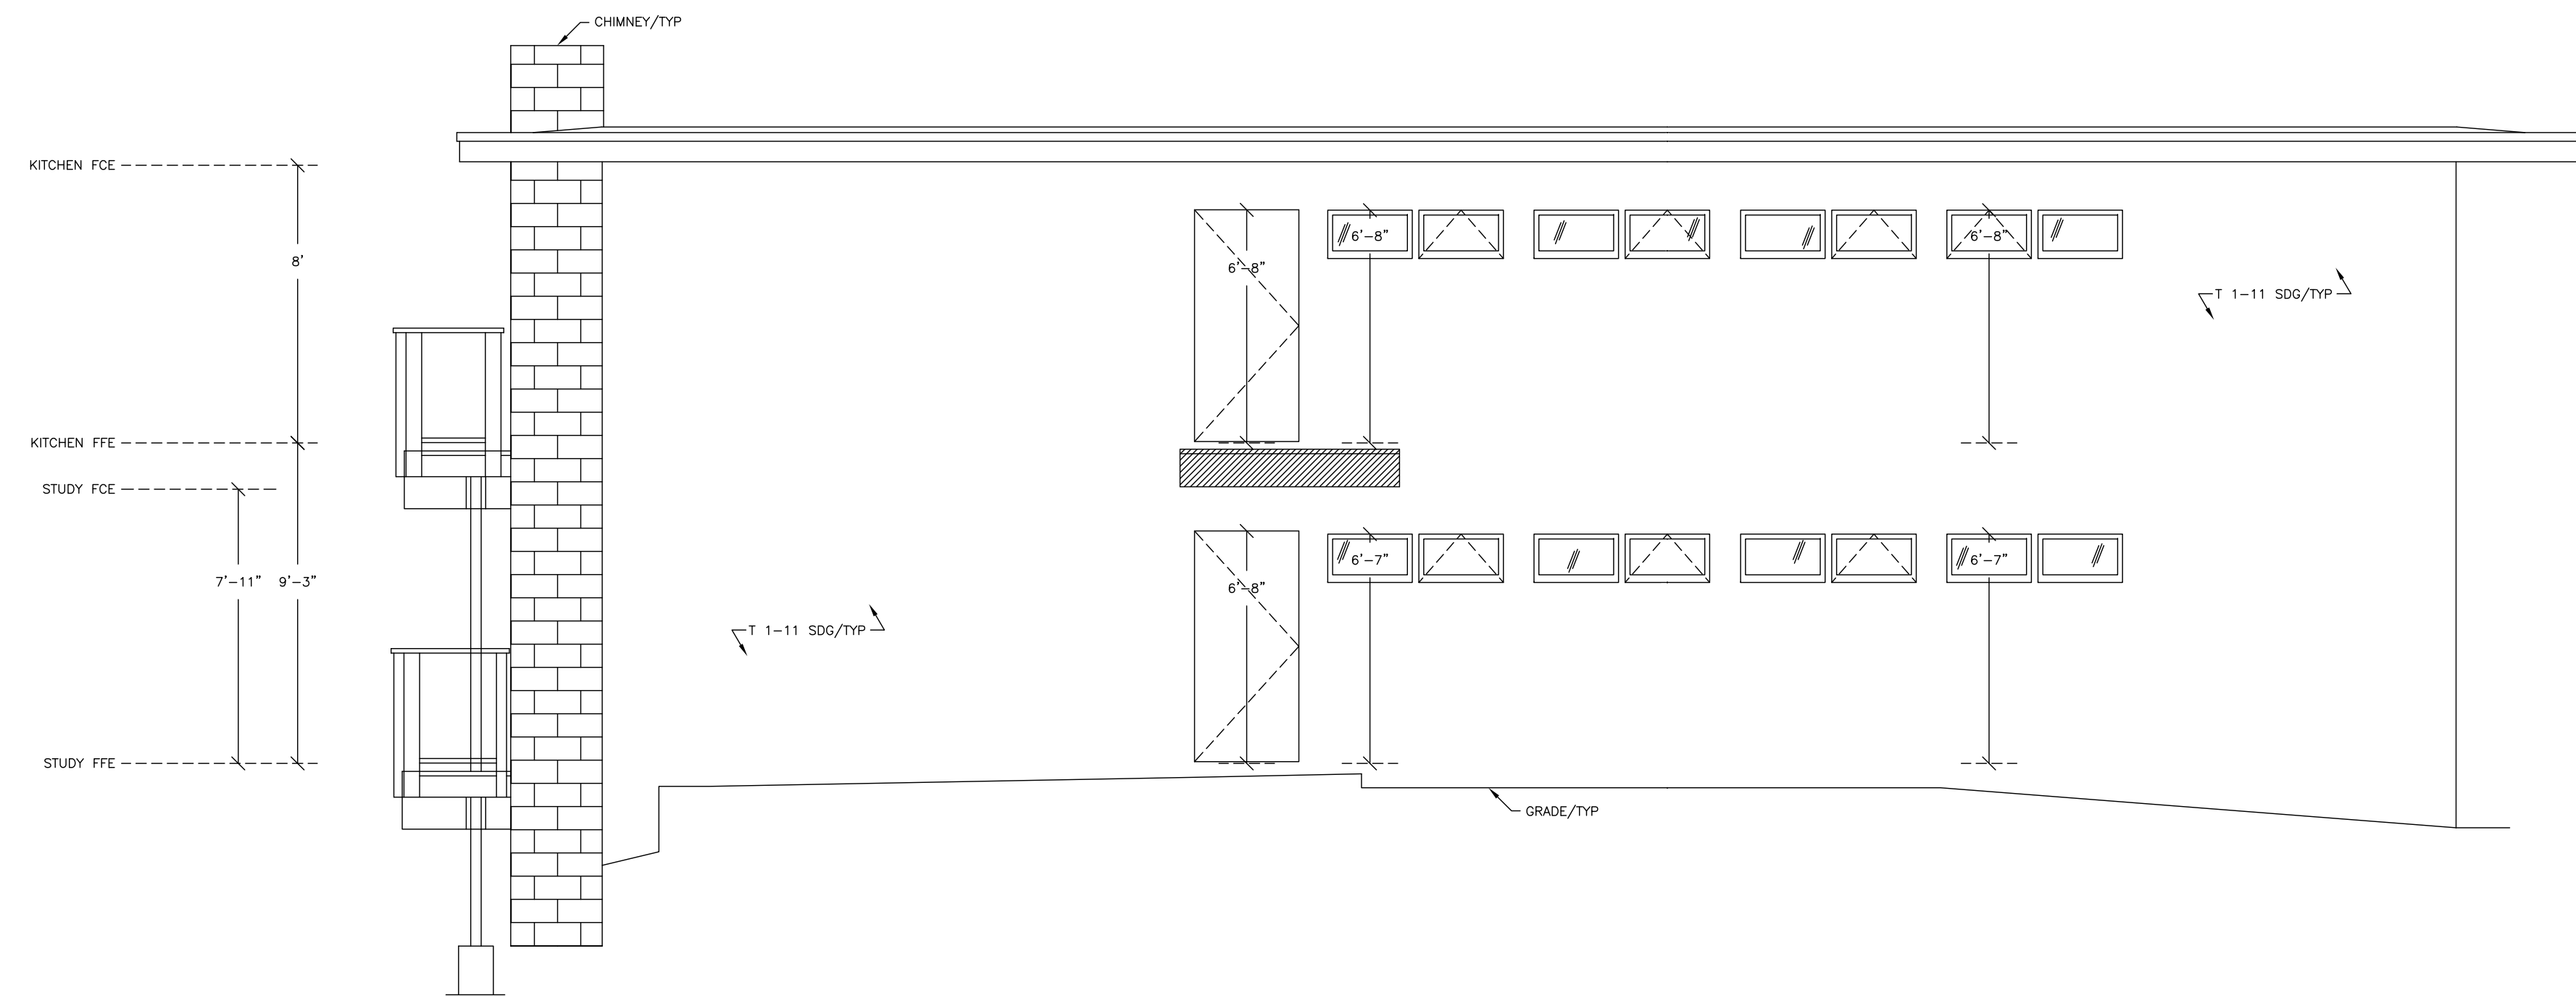 CHIMNEY/TYP
KITCHEN FCE
8'
6'-8"
6'-8"
6'-8"
T 1-11 SDG/TYP
KITCHEN FFE
STUDY FCE
7'-11"
9'-3"
6'-8"
6'-7"
6'-7"
T 1-11 SDG/TYP
STUDY FFE
GRADE/TYP